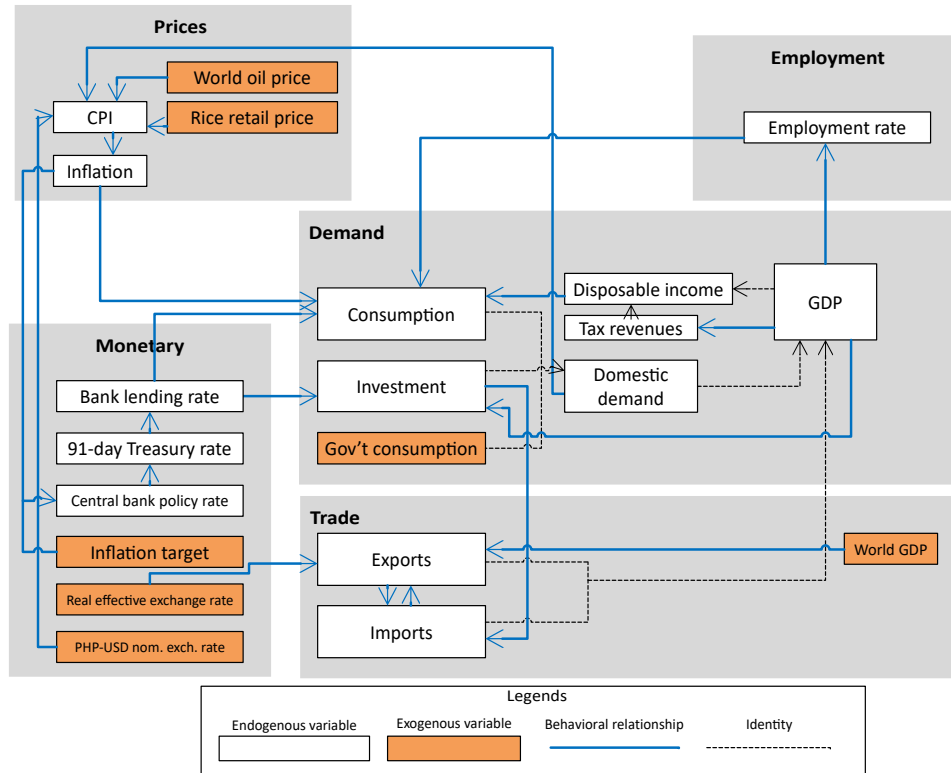 Prices
World oil price
CPI
Rice retail price
Inflation
Employment
Employment rate
Demand
Disposable income
GDP
Consumption
Tax revenues
Investment
Domestic
demand
Gov't consumption
Monetary
Bank lending rate
91-day Treasury rate
Central bank policy rate
Inflation target
Real effective exchange rate
PHP-USD nom. exch. rate
Trade
Exports
World GDP
Imports
Legends
Endogenous variable
Exogenous variable
Behavioral relationship
Identity